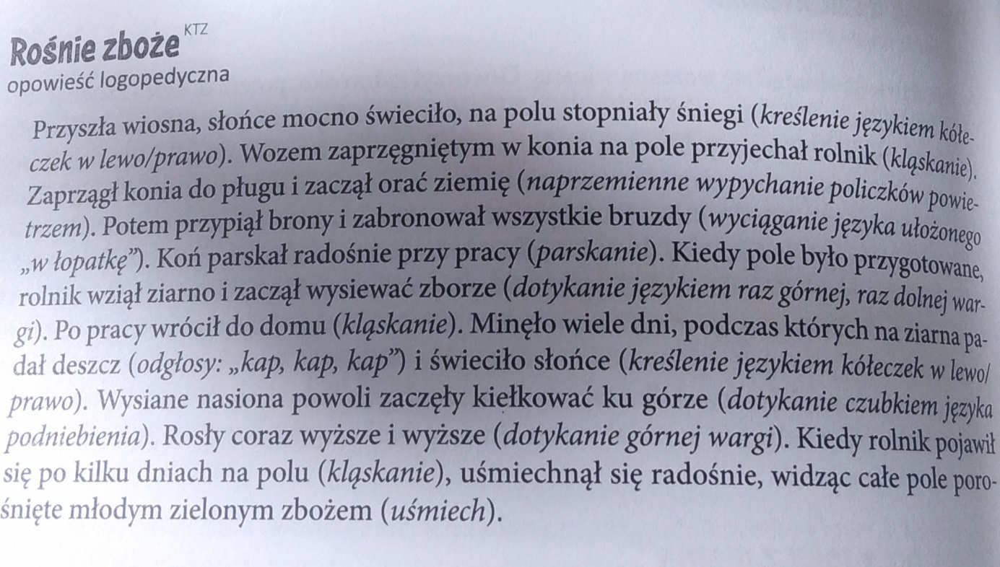 Rośnie zboże KTZ
opowieść logopedyczna
Przyszła wiosna, słońce mocno świeciło, na polu stopniały śniegi (kreślenie językiem kółe-
czek w lewo/prawo). Wozem zaprzęgniętym w konia na pole przyjechał rolnik (kląskanie).
Zaprzągł konia do pługu i zaczął orać ziemię (naprzemienne wypychanie policzków powie-
trzem). Potem przypiął brony i zabronował wszystkie bruzdy (wyciąganie języka ułożonego
„w łopatkę”). Koń parskał radośnie przy pracy (parskanie). Kiedy pole było przygotowane,
rolnik wziął ziarno i zaczął wysiewać zborze (dotykanie językiem raz górnej, raz dolnej war-
gi). Po pracy wrócił do domu (kląskanie). Minęło wiele dni, podczas których na ziarna pa-
dał deszcz (odgłosy: „kap, kap, kap”) i świeciło słońce (kreślenie językiem kółeczek w lewo/
prawo). Wysiane nasiona powoli zaczęły kiełkować ku górze (dotykanie czubkiem języka
podniebienia). Rosły coraz wyższe i wyższe (dotykanie górnej wargi). Kiedy rolnik pojawił
się po kilku dniach na polu (kląskanie), uśmiechnął się radośnie, widząc całe pole poro-
śnięte młodym zielonym zbożem (uśmiech).